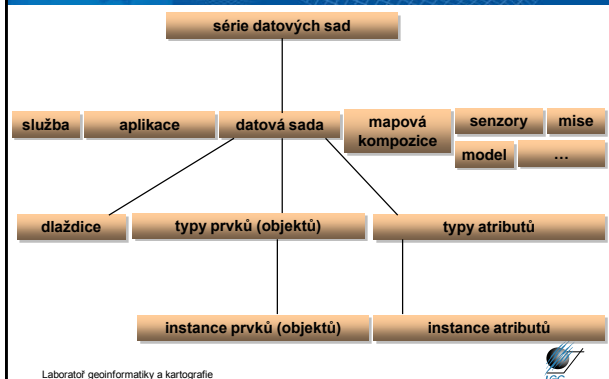 série datových sad
služba
aplikace
datová sada
mapová
kompozice
senzory
mise
model
...
dlaždice
typy prvků (objektů)
typy atributů
instance prvků (objektů)
instance atributů
Laboratoř geoinformatiky a kartografie
LGC